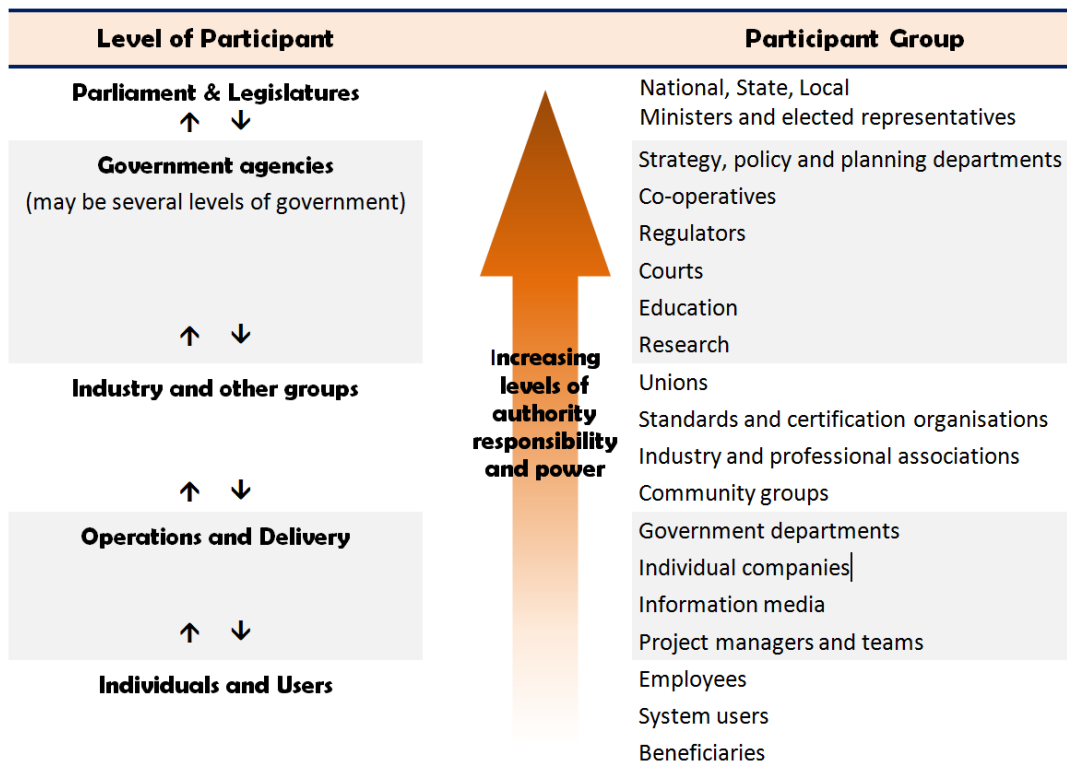 Level of Participant
Participant Group
Parliament & Legislatures
↑ ↓
National, State, Local
Ministers and elected representatives
Government agencies
(may be several levels of government)
↑ ↓
Strategy, policy and planning departments
Co-operatives
Regulators
Courts
Education
Research
Industry and other groups
↑ ↓
Unions
Standards and certification organisations
Industry and professional associations
Community groups
Operations and Delivery
↑ ↓
Government departments
Individual companies
Information media
Project managers and teams
Individuals and Users
Employees
System users
Beneficiaries
Increasing
levels of
authority
responsibility
and power